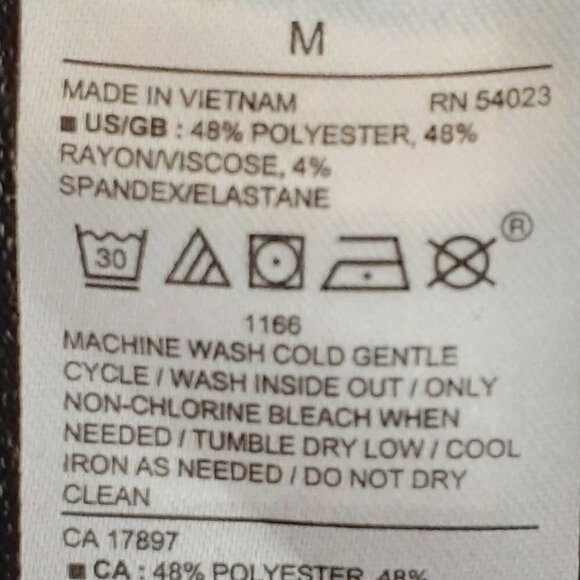 M
MADE IN VIETNAM RN 54023
■ US/GB : 48% POLYESTER, 48%
RAYON/VISCOSE, 4%
SPANDEX/ELASTANE
30 ®
1166
MACHINE WASH COLD GENTLE
CYCLE / WASH INSIDE OUT / ONLY
NON-CHLORINE BLEACH WHEN
NEEDED / TUMBLE DRY LOW / COOL
IRON AS NEEDED / DO NOT DRY
CLEAN
CA 17897
■ CA : 48% POLYESTER, 48%